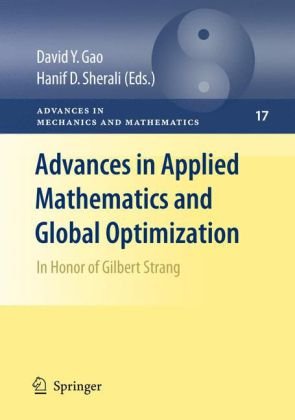 David Y. Gao
Hanif D. Sherali (Eds.)
ADVANCES IN
MECHANICS AND MATHEMATICS
17
Advances in Applied
Mathematics and
Global Optimization
In Honor of Gilbert Strang
Springer